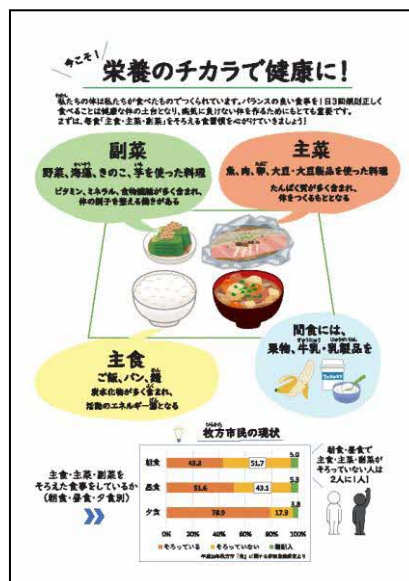 今こそ!
栄養のチカラで健康に!
私たちの体は私たちが食べたものでつくられています。バランスの良い食事を1日3回規則正しく
食べることは健康な体の土台となり、病気に負けない体を作るためにもとても重要です。
まずは、毎食「主食・主菜・副菜」をそろえる食習慣を心がけていきましょう!
副菜
野菜、海藻、きのこ、芋を使った料理
ビタミン、ミネラル、食物繊維が多く含まれ、
体の調子を整える働きがある
主菜
魚、肉、卵、大豆・大豆製品を使った料理
たんぱく質が多く含まれ、
体をつくるもととなる
主食
ご飯、パン、麺
炭水化物が多く含まれ、
活動のエネルギー源となる
間食には、
果物、牛乳・乳製品を
枚方市民の現状
主食・主菜・副菜を
そろえた食事をしているか
(朝食・昼食・夕食別)
朝食 43.3 51.7 5.0
昼食 51.6 43.1 5.3
夕食 78.9 17.3 3.8
0% 20% 40% 60% 80% 100%
そろっている そろっていない 無記入
朝食・昼食で
主食・主菜・副菜が
そろっていない人は
2人に1人!